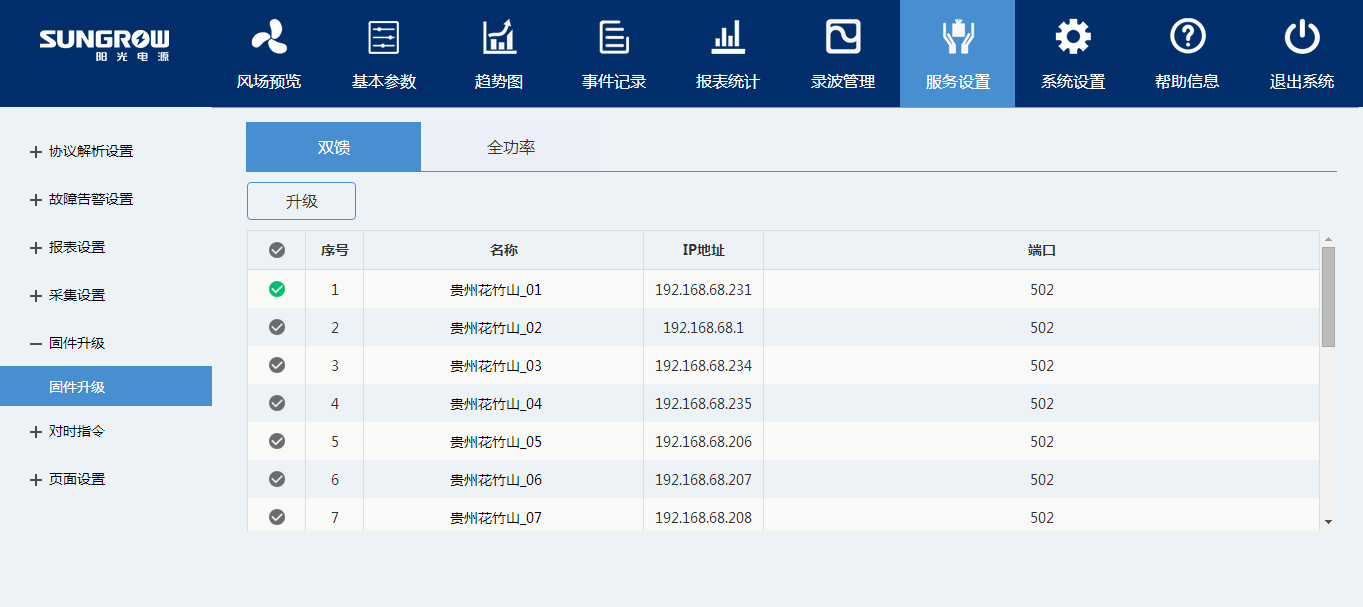 SUNGROW
阳光电源
风场预览 基本参数 趋势图 事件记录 报表统计 录波管理 服务设置 系统设置 帮助信息 退出系统
协议解析设置
故障告警设置
报表设置
采集设置
固件升级
固件升级
对时指令
页面设置
双馈 全功率
升级
序号 名称 IP地址 端口
1 贵州花竹山_01 192.168.68.231 502
2 贵州花竹山_02 192.168.68.1 502
3 贵州花竹山_03 192.168.68.234 502
4 贵州花竹山_04 192.168.68.235 502
5 贵州花竹山_05 192.168.68.206 502
6 贵州花竹山_06 192.168.68.207 502
7 贵州花竹山_07 192.168.68.208 502